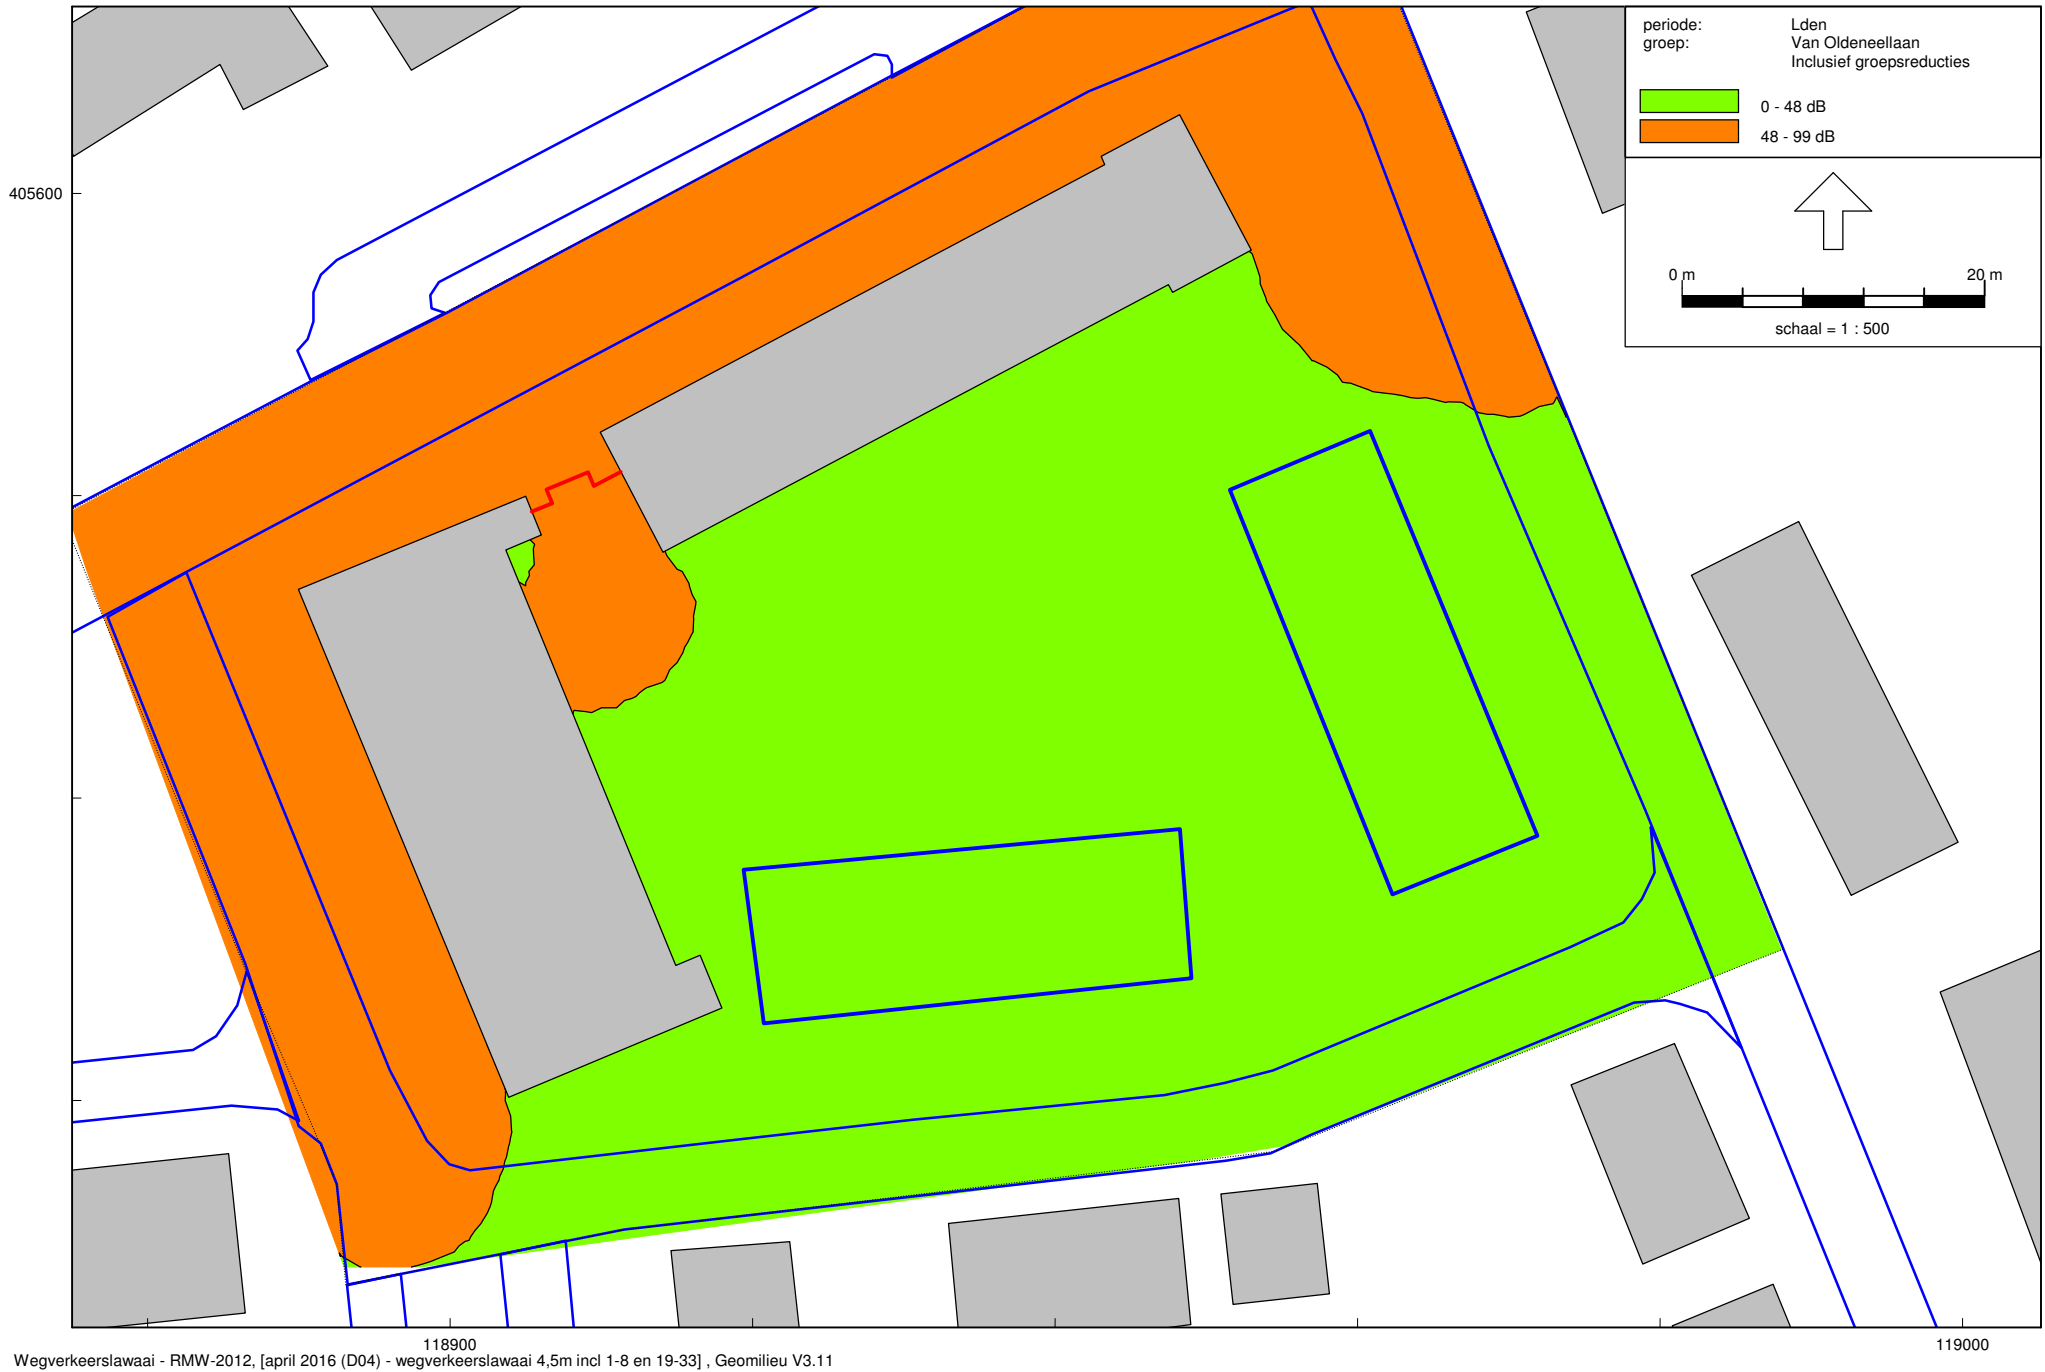 periode: Lden
groep: Van Oldeneellaan
Inclusief groepsreducties
0 - 48 dB
48 - 99 dB
405600
0 m 20 m
schaal = 1 : 500
118900 119000
Wegverkeerslawaai - RMW-2012, [april 2016 (D04) - wegverkeerslawaai 4,5m incl 1-8 en 19-33] , Geomilieu V3.11